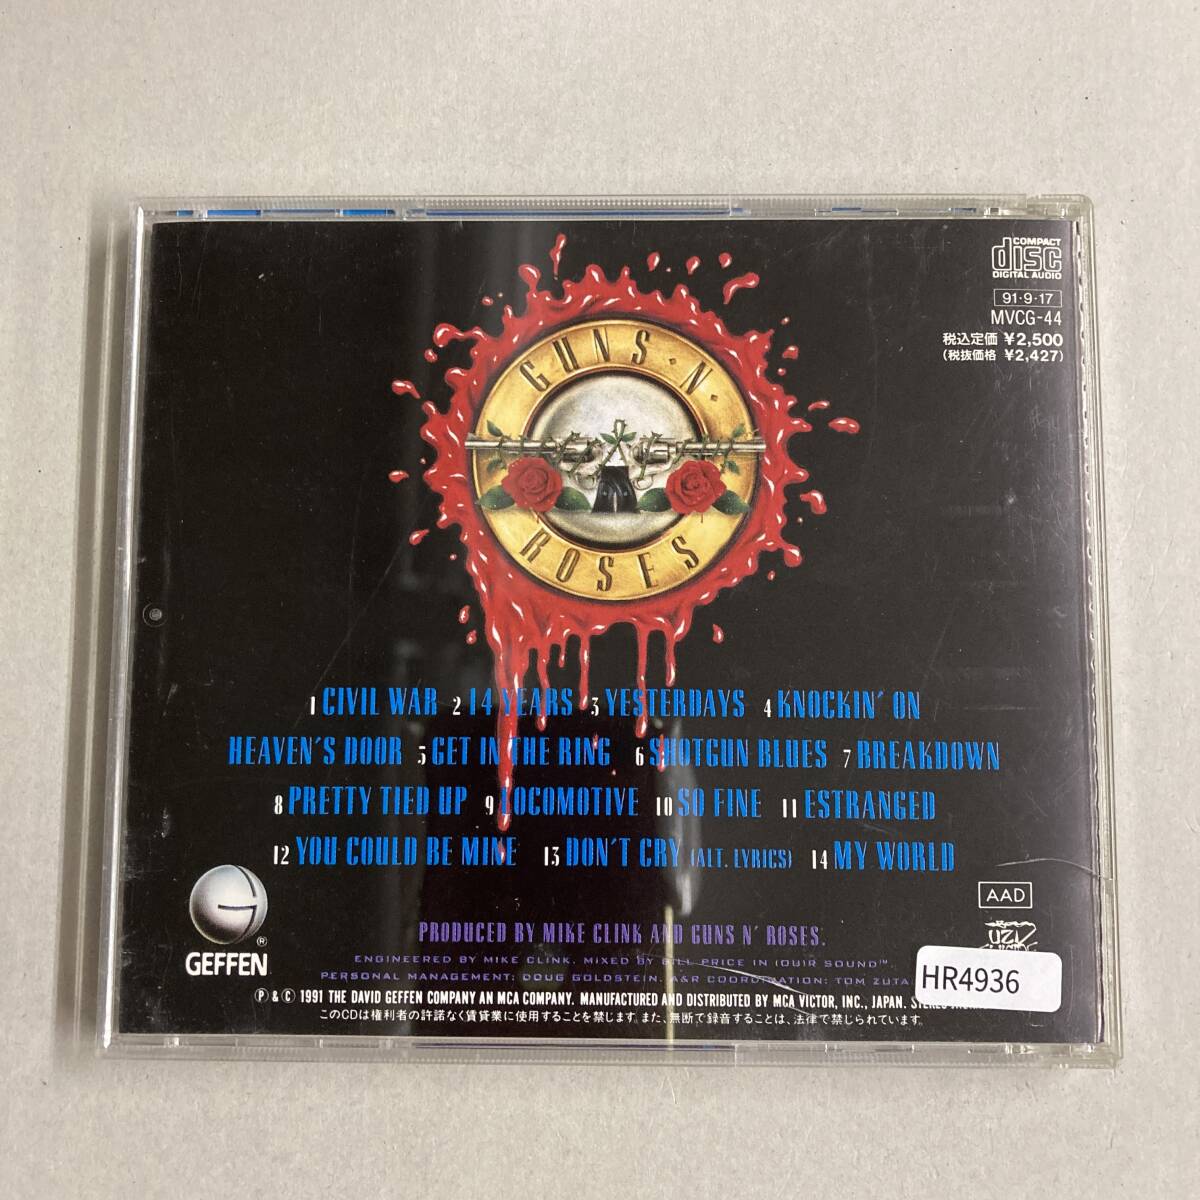 COMPACT
disc
DIGITAL AUDIO
91·9·17
MVCG-44
税込定価 ¥2,500
(税抜価格 ¥2,427)
GUNS · N · ROSES
1 CIVIL WAR 2 14 YEARS 3 YESTERDAYS 4 KNOCKIN' ON
HEAVEN'S DOOR 5 GET IN THE RING 6 SHOTGUN BLUES 7 BREAKDOWN
8 PRETTY TIED UP 9 LOCOMOTIVE 10 SO FINE 11 ESTRANGED
12 YOU COULD BE MINE 13 DON'T CRY (ALT. LYRICS) 14 MY WORLD
GEFFEN®
AAD
PRODUCED BY MIKE CLINK AND GUNS N' ROSES.
ENGINEERED BY MIKE CLINK. MIXED BY BILL PRICE IN (OU)R SOUND™.
PERSONAL MANAGEMENT: DOUG GOLDSTEIN. A&R COORDINATION: TOM ZUTA
HR4936
Ⓟ & © 1991 THE DAVID GEFFEN COMPANY AN MCA COMPANY. MANUFACTURED AND DISTRIBUTED BY MCA VICTOR, INC., JAPAN.
このCDは権利者の許諾なく賃貸業に使用することを禁じます。また、無断で録音することは、法律で禁じられています。